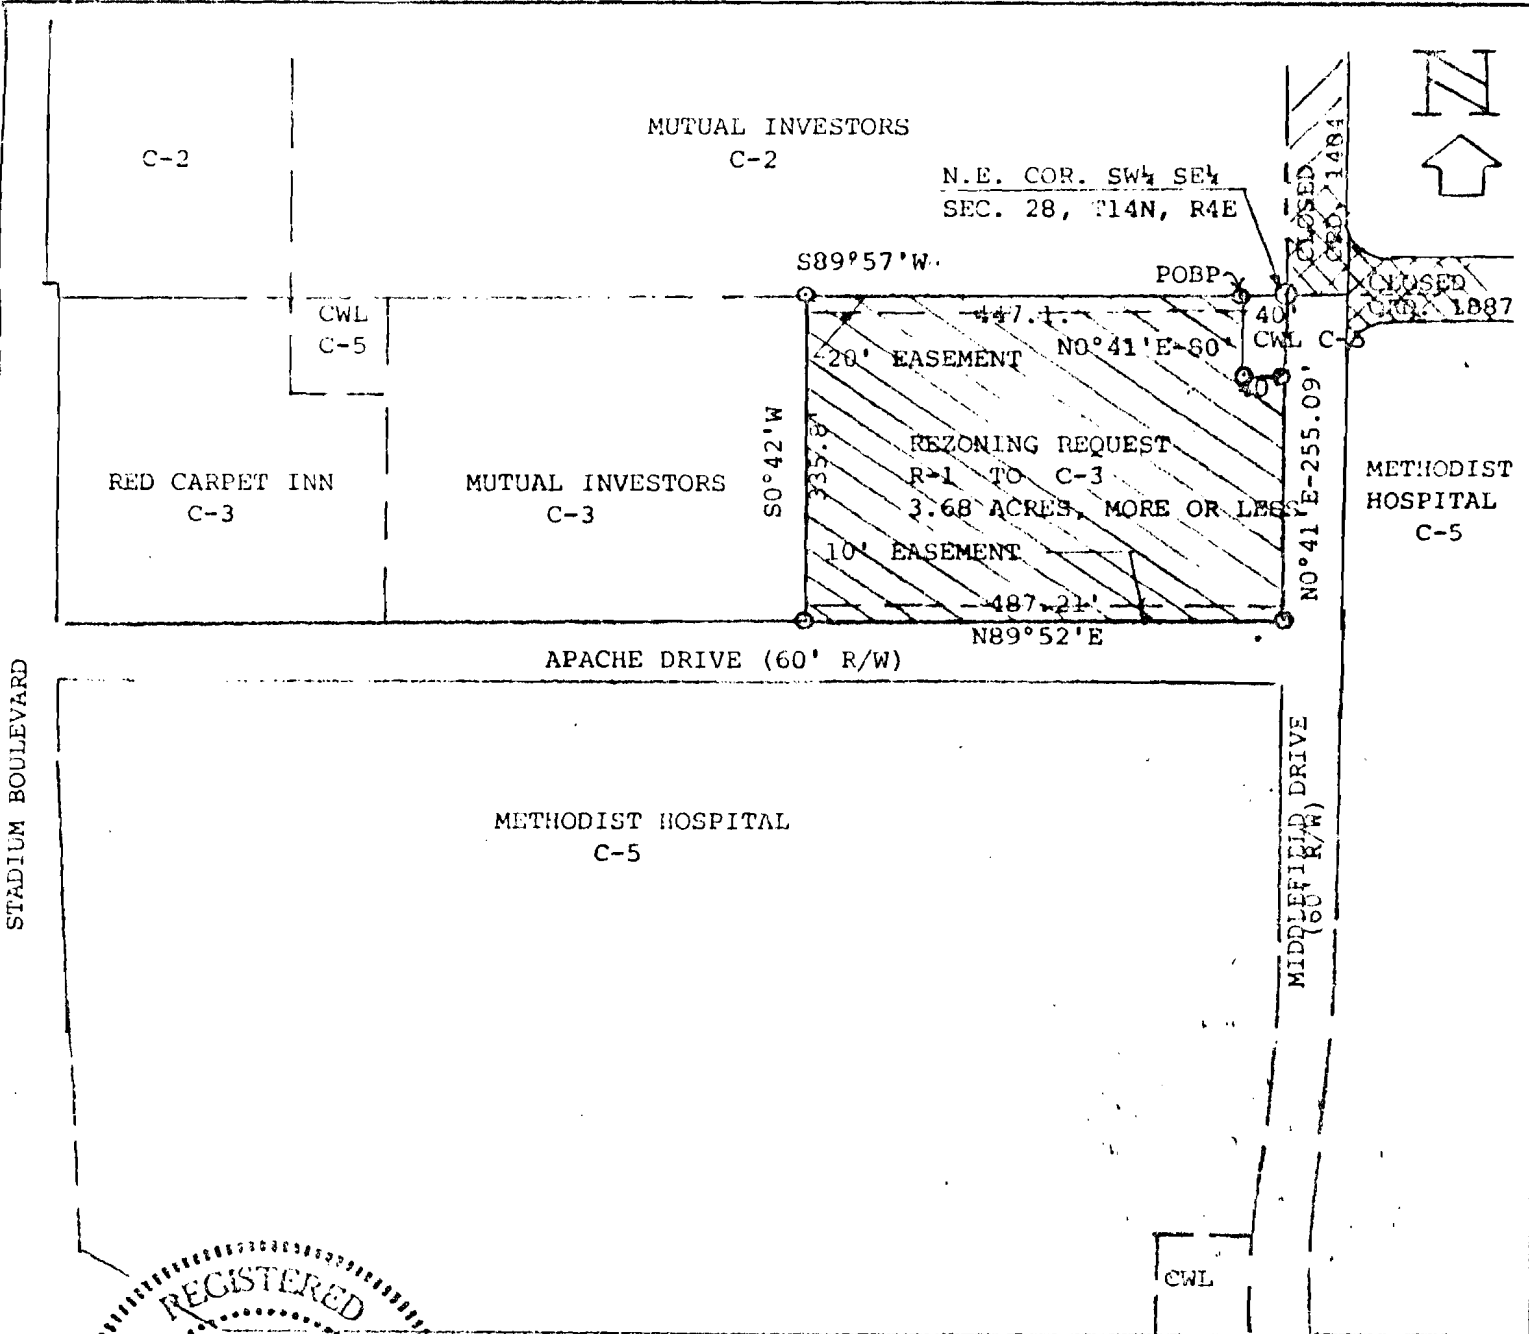 N
MUTUAL INVESTORS
C-2
C-2
N.E. COR. SW¼ SE¼
SEC. 28, T14N, R4E
CLOSED
ORD. 1484
S89°57'W
POBP
CLOSED
ORD. 1887
CWL
C-5
447.1
40'
N0°41'E-80'
CWL C-5
20' EASEMENT
40'
S0°42'W
335.8'
REZONING REQUEST
R-1 TO C-3
3.68 ACRES, MORE OR LESS
N0°41'E-255.09'
RED CARPET INN
C-3
MUTUAL INVESTORS
C-3
METHODIST
HOSPITAL
C-5
10' EASEMENT
487.21'
N89°52'E
APACHE DRIVE (60' R/W)
STADIUM BOULEVARD
MIDDLEFIELD DRIVE
(60' R/W)
METHODIST HOSPITAL
C-5
CWL
REGISTERED